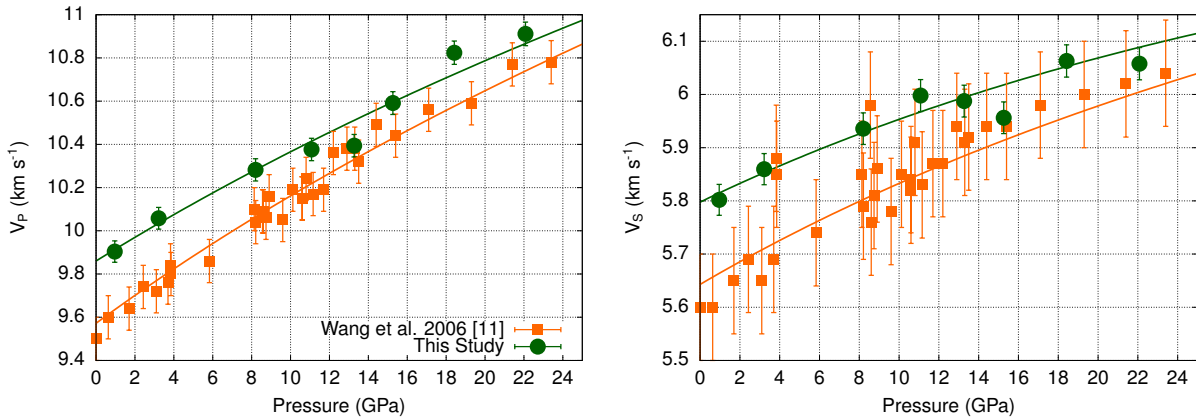 11
10.8
10.6
10.4
10.2
10
9.8
9.6
9.4
V_P (km s⁻¹)
0 2 4 6 8 10 12 14 16 18 20 22 24
Pressure (GPa)
Wang et al. 2006 [11]
This Study
6.1
6
5.9
5.8
5.7
5.6
5.5
V_S (km s⁻¹)
0 2 4 6 8 10 12 14 16 18 20 22 24
Pressure (GPa)